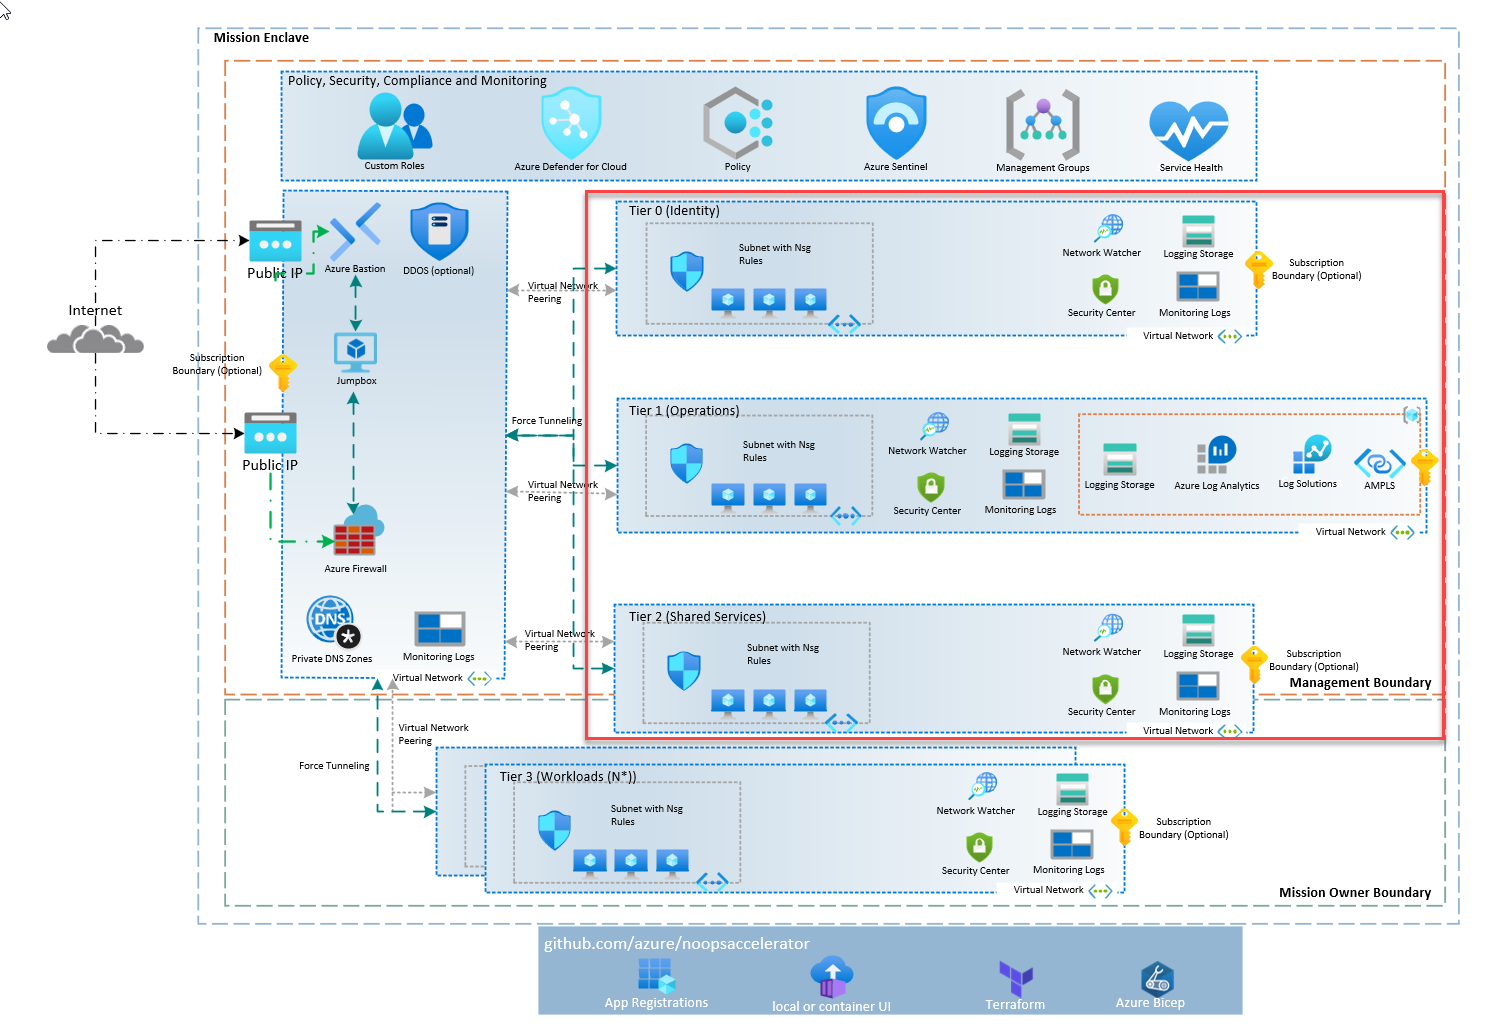 Mission Enclave
Policy, Security, Compliance and Monitoring
Custom Roles
Azure Defender for Cloud
Policy
Azure Sentinel
Management Groups
Service Health
Public IP
Azure Bastion
DDOS (optional)
Internet
Subscription
Boundary (Optional)
Jumpbox
Public IP
Azure Firewall
DNS
Private DNS Zones
Monitoring Logs
Virtual Network
Virtual Network
Peering
Force Tunneling
Virtual Network
Peering
Virtual Network
Peering
Tier 0 (Identity)
Subnet with Nsg
Rules
Network Watcher
Logging Storage
Security Center
Monitoring Logs
Virtual Network
Subscription
Boundary (Optional)
Tier 1 (Operations)
Subnet with Nsg
Rules
Network Watcher
Logging Storage
Security Center
Monitoring Logs
Logging Storage
Azure Log Analytics
Log Solutions
AMPLS
Virtual Network
Tier 2 (Shared Services)
Subnet with Nsg
Rules
Network Watcher
Logging Storage
Security Center
Monitoring Logs
Virtual Network
Subscription
Boundary (Optional)
Management Boundary
Virtual Network
Peering
Force Tunneling
Tier 3 (Workloads (N*))
Subnet with Nsg
Rules
Network Watcher
Logging Storage
Security Center
Monitoring Logs
Virtual Network
Subscription
Boundary (Optional)
Mission Owner Boundary
github.com/azure/noopsaccelerator
App Registrations
local or container UI
Terraform
Azure Bicep